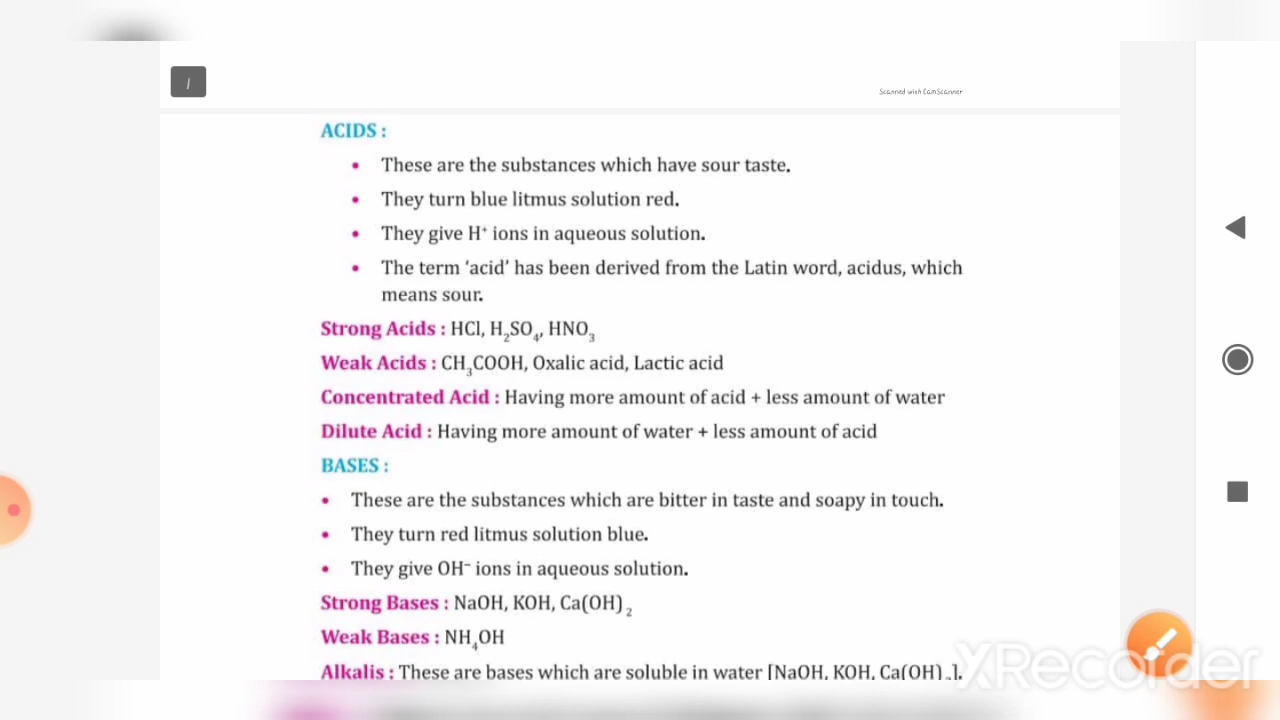 Scanned with CamScanner
ACIDS :
• These are the substances which have sour taste.
• They turn blue litmus solution red.
• They give H⁺ ions in aqueous solution.
• The term ‘acid’ has been derived from the Latin word, acidus, which
means sour.
Strong Acids : HCl, H₂SO₄, HNO₃
Weak Acids : CH₃COOH, Oxalic acid, Lactic acid
Concentrated Acid : Having more amount of acid + less amount of water
Dilute Acid : Having more amount of water + less amount of acid
BASES :
• These are the substances which are bitter in taste and soapy in touch.
• They turn red litmus solution blue.
• They give OH⁻ ions in aqueous solution.
Strong Bases : NaOH, KOH, Ca(OH)₂
Weak Bases : NH₄OH
Alkalis : These are bases which are soluble in water [NaOH, KOH, Ca(OH)₂].
XRecorder